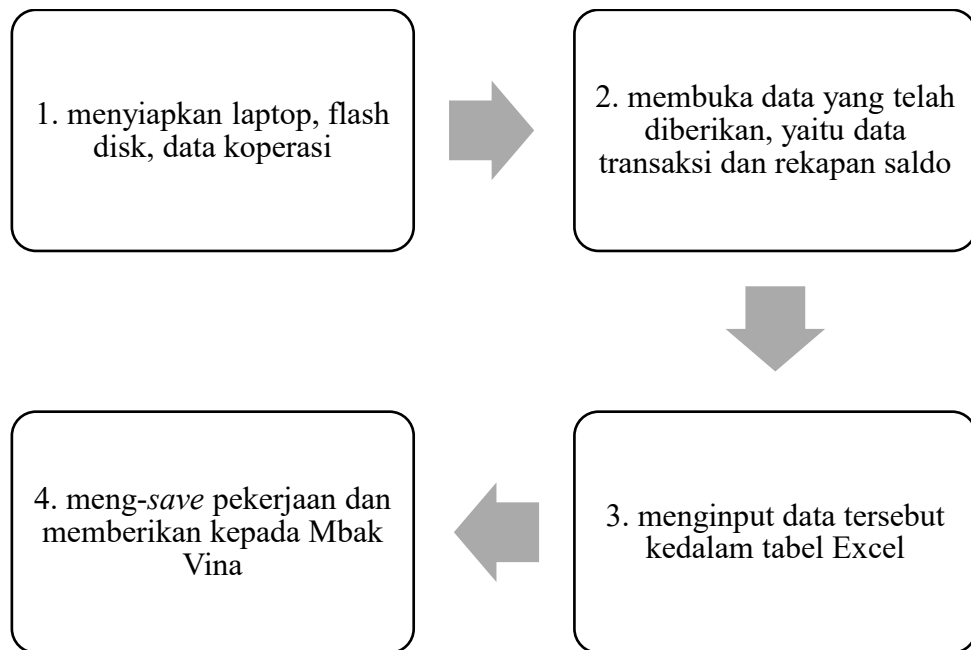 1. menyiapkan laptop, flash
disk, data koperasi
2. membuka data yang telah
diberikan, yaitu data
transaksi dan rekapan saldo
3. menginput data tersebut
kedalam tabel Excel
4. meng-save pekerjaan dan
memberikan kepada Mbak
Vina